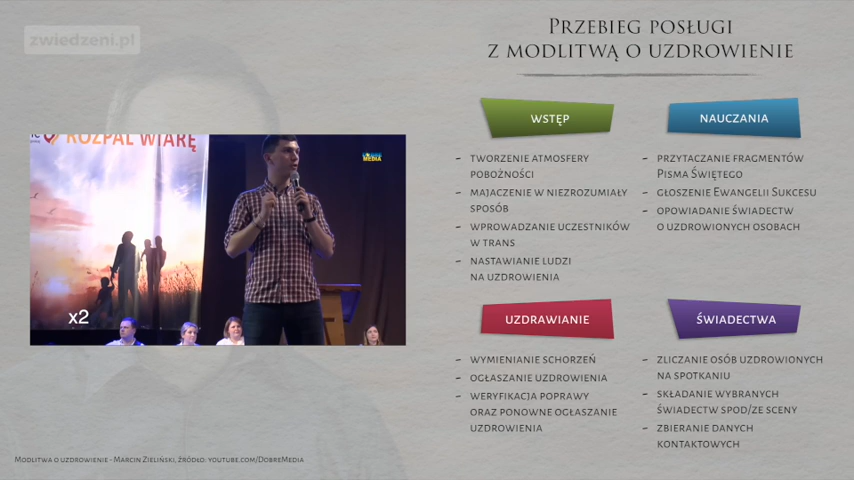 zwiedzeni.pl
Przebieg posługi
z modlitwą o uzdrowienie
ROZPAL WIARĘ
MEDIA
x2
WSTĘP
- tworzenie atmosfery
pobożności
- majaczenie w niezrozumiały
sposób
- wprowadzanie uczestników
w trans
- nastawianie ludzi
na uzdrowienia
NAUCZANIA
- przytaczanie fragmentów
Pisma Świętego
- głoszenie Ewangelii Sukcesu
- opowiadanie świadectw
o uzdrowionych osobach
UZDRAWIANIE
- wymienianie schorzeń
- ogłaszanie uzdrowienia
- weryfikacja poprawy
oraz ponowne ogłaszanie
uzdrowienia
ŚWIADECTWA
- zliczanie osób uzdrowionych
na spotkaniu
- składanie wybranych
świadectw spod/ze sceny
- zbieranie danych
kontaktowych
Modlitwa o uzdrowienie - Marcin Zieliński, źródło: youtube.com/DobreMedia